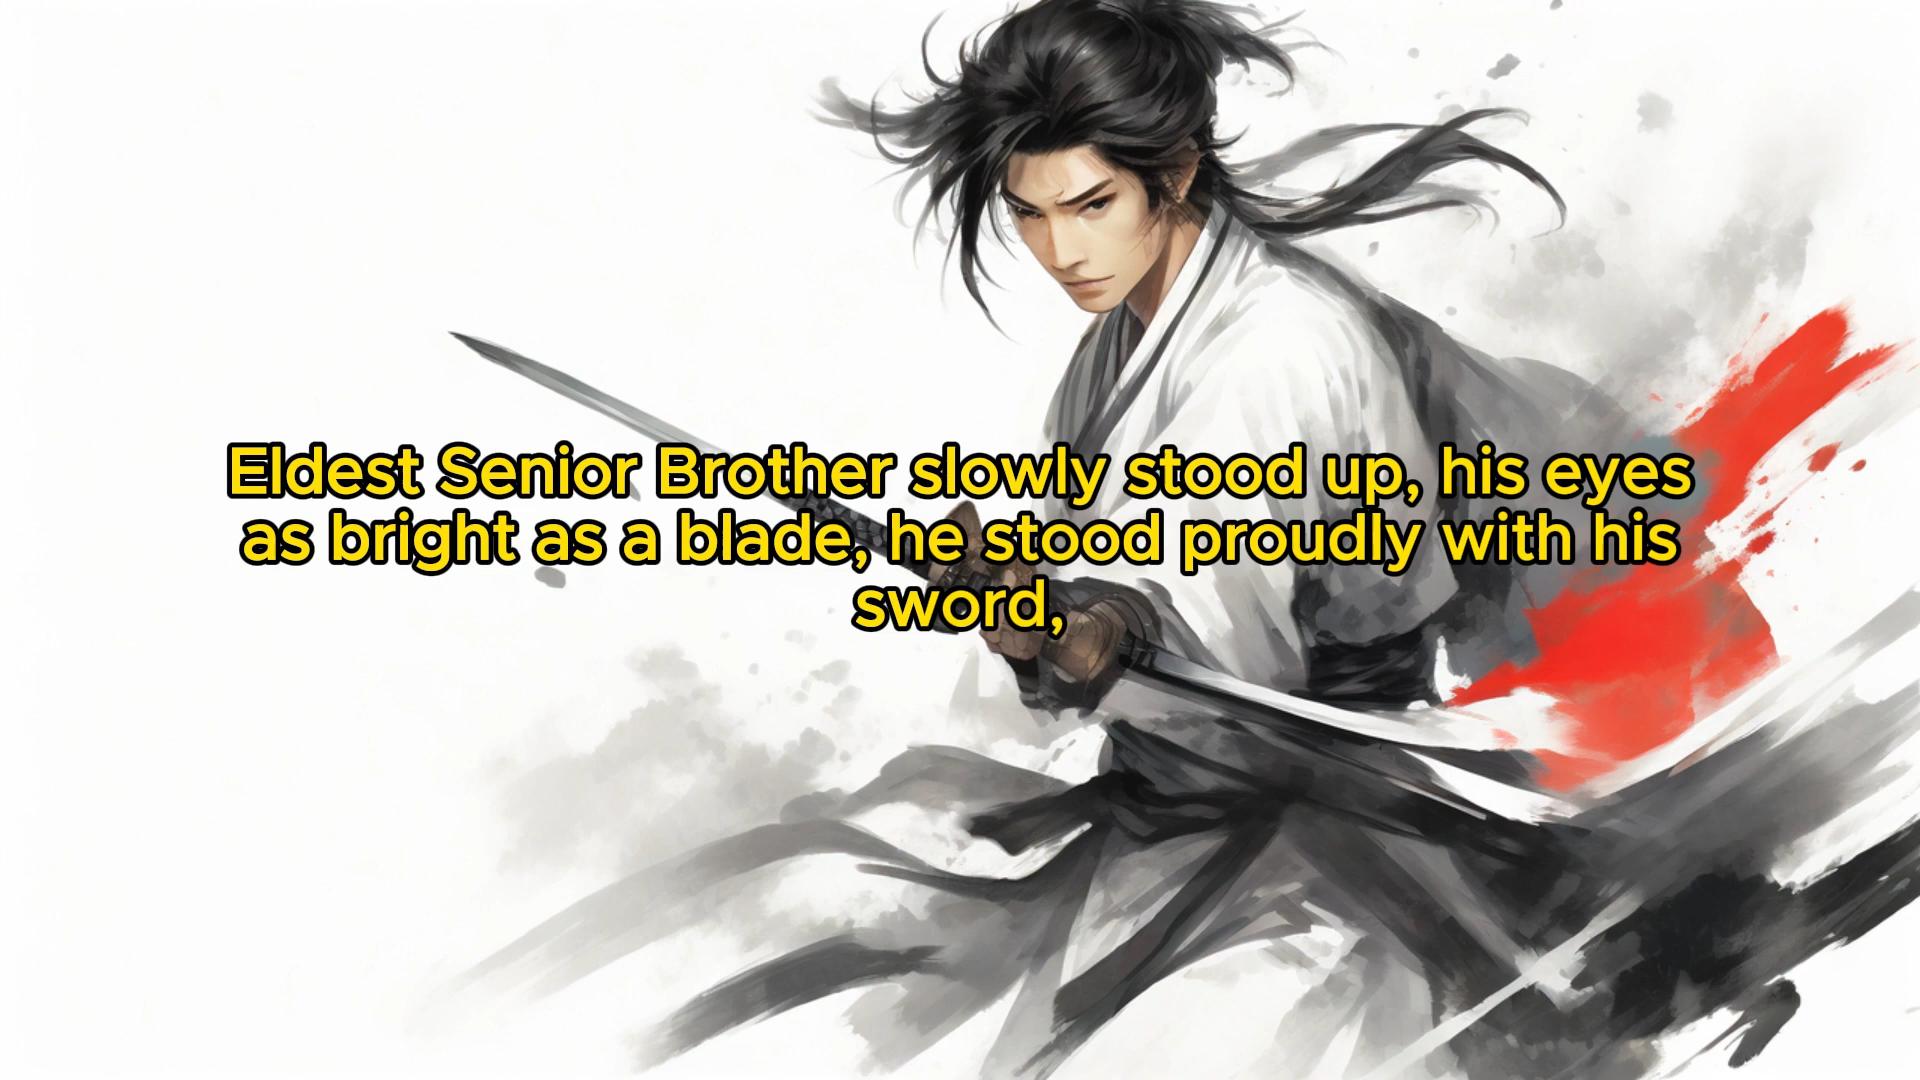 Eldest Senior Brother slowly stood up, his eyes
as bright as a blade, he stood proudly with his
sword,